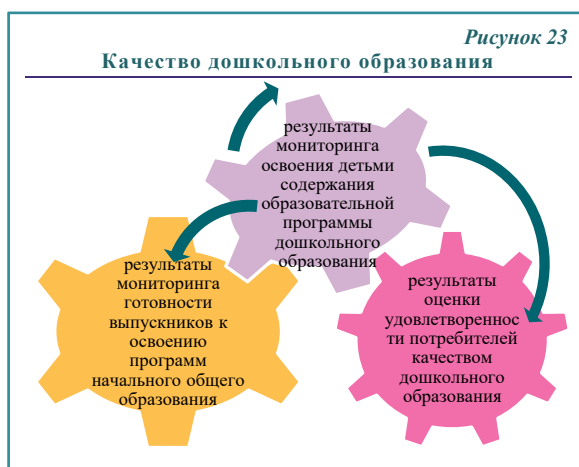 Рисунок 23
Качество дошкольного образования
результаты
мониторинга
освоения детьми
содержания
образовательной
программы
дошкольного
образования
результаты
мониторинга
готовности
выпускников к
освоению
программ
начального общего
образования
результаты
оценки
удовлетвореннос
ти потребителей
качеством
дошкольного
образования